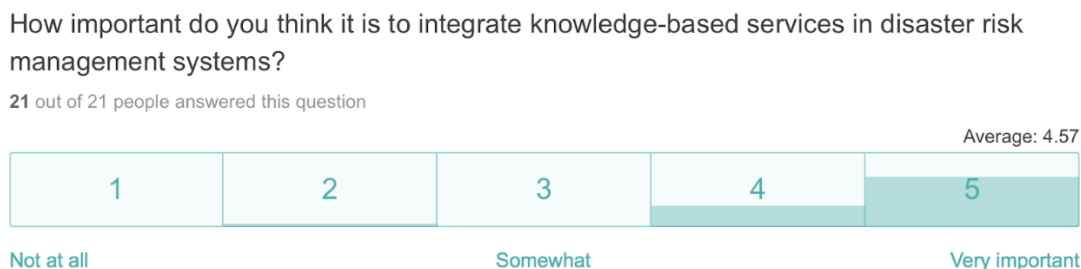 How important do you think it is to integrate knowledge-based services in disaster risk
management systems?
21 out of 21 people answered this question
Average: 4.57
1 2 3 4 5
Not at all Somewhat Very important